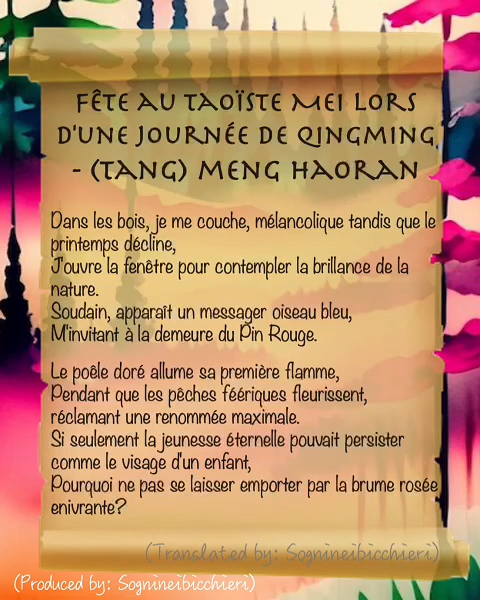 Fête au taoïste Mei lors
d'une journée de Qingming
- (Tang) Meng Haoran
Dans les bois, je me couche, mélancolique tandis que le
printemps décline,
J'ouvre la fenêtre pour contempler la brillance de la
nature.
Soudain, apparaît un messager oiseau bleu,
M'invitant à la demeure du Pin Rouge.
Le poêle doré allume sa première flamme,
Pendant que les pêches féériques fleurissent,
réclamant une renommée maximale.
Si seulement la jeunesse éternelle pouvait persister
comme le visage d'un enfant,
Pourquoi ne pas se laisser emporter par la brume rosée
enivrante?
(Translated by: Sognineibicchieri)
(Produced by: Sognineibicchieri)